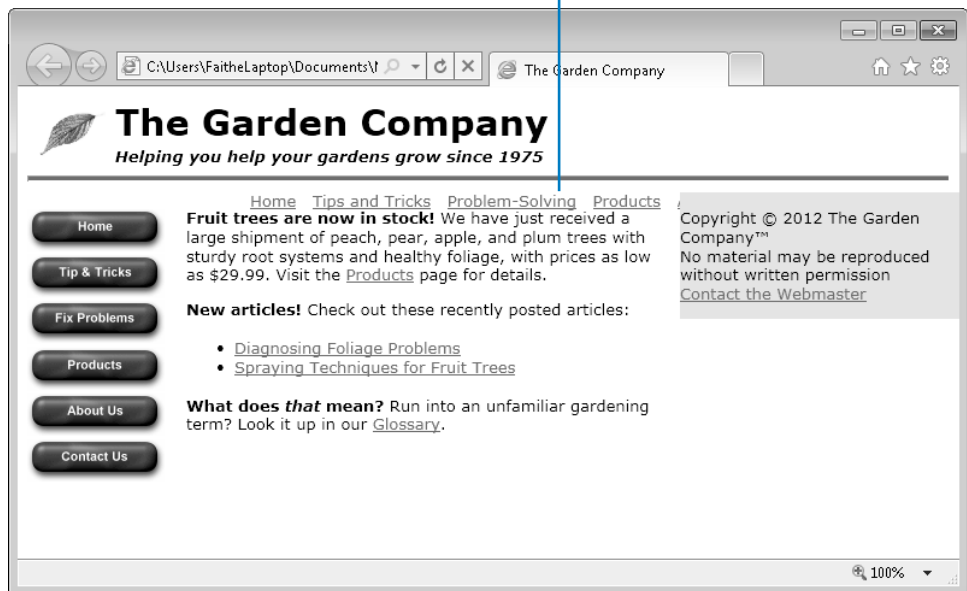 C:\Users\FaitheLaptop\Documents\
The Garden Company
The Garden Company
Helping you help your gardens grow since 1975
Home Tips and Tricks Problem-Solving Products
Home
Tip & Tricks
Fix Problems
Products
About Us
Contact Us
Fruit trees are now in stock! We have just received a
large shipment of peach, pear, apple, and plum trees with
sturdy root systems and healthy foliage, with prices as low
as $29.99. Visit the Products page for details.
New articles! Check out these recently posted articles:
• Diagnosing Foliage Problems
• Spraying Techniques for Fruit Trees
What does that mean? Run into an unfamiliar gardening
term? Look it up in our Glossary.
Copyright © 2012 The Garden
Company™
No material may be reproduced
without written permission
Contact the Webmaster
100%